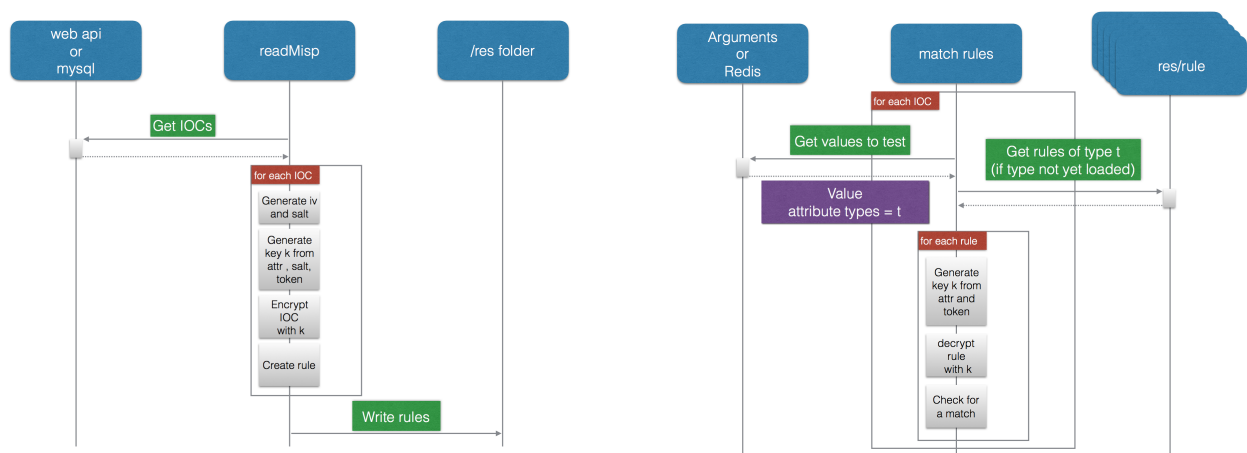 web api
or
mysql
readMisp
/res folder
Get IOCs
for each IOC
Generate iv
and salt
Generate
key k from
attr , salt,
token
Encrypt
IOC
with k
Create rule
Write rules
Arguments
or
Redis
match rules
res/rule
for each IOC
Get values to test
Get rules of type t
(if type not yet loaded)
Value
attribute types = t
for each rule
Generate
key k from
attr and
token
decrypt
rule
with k
Check for
a match